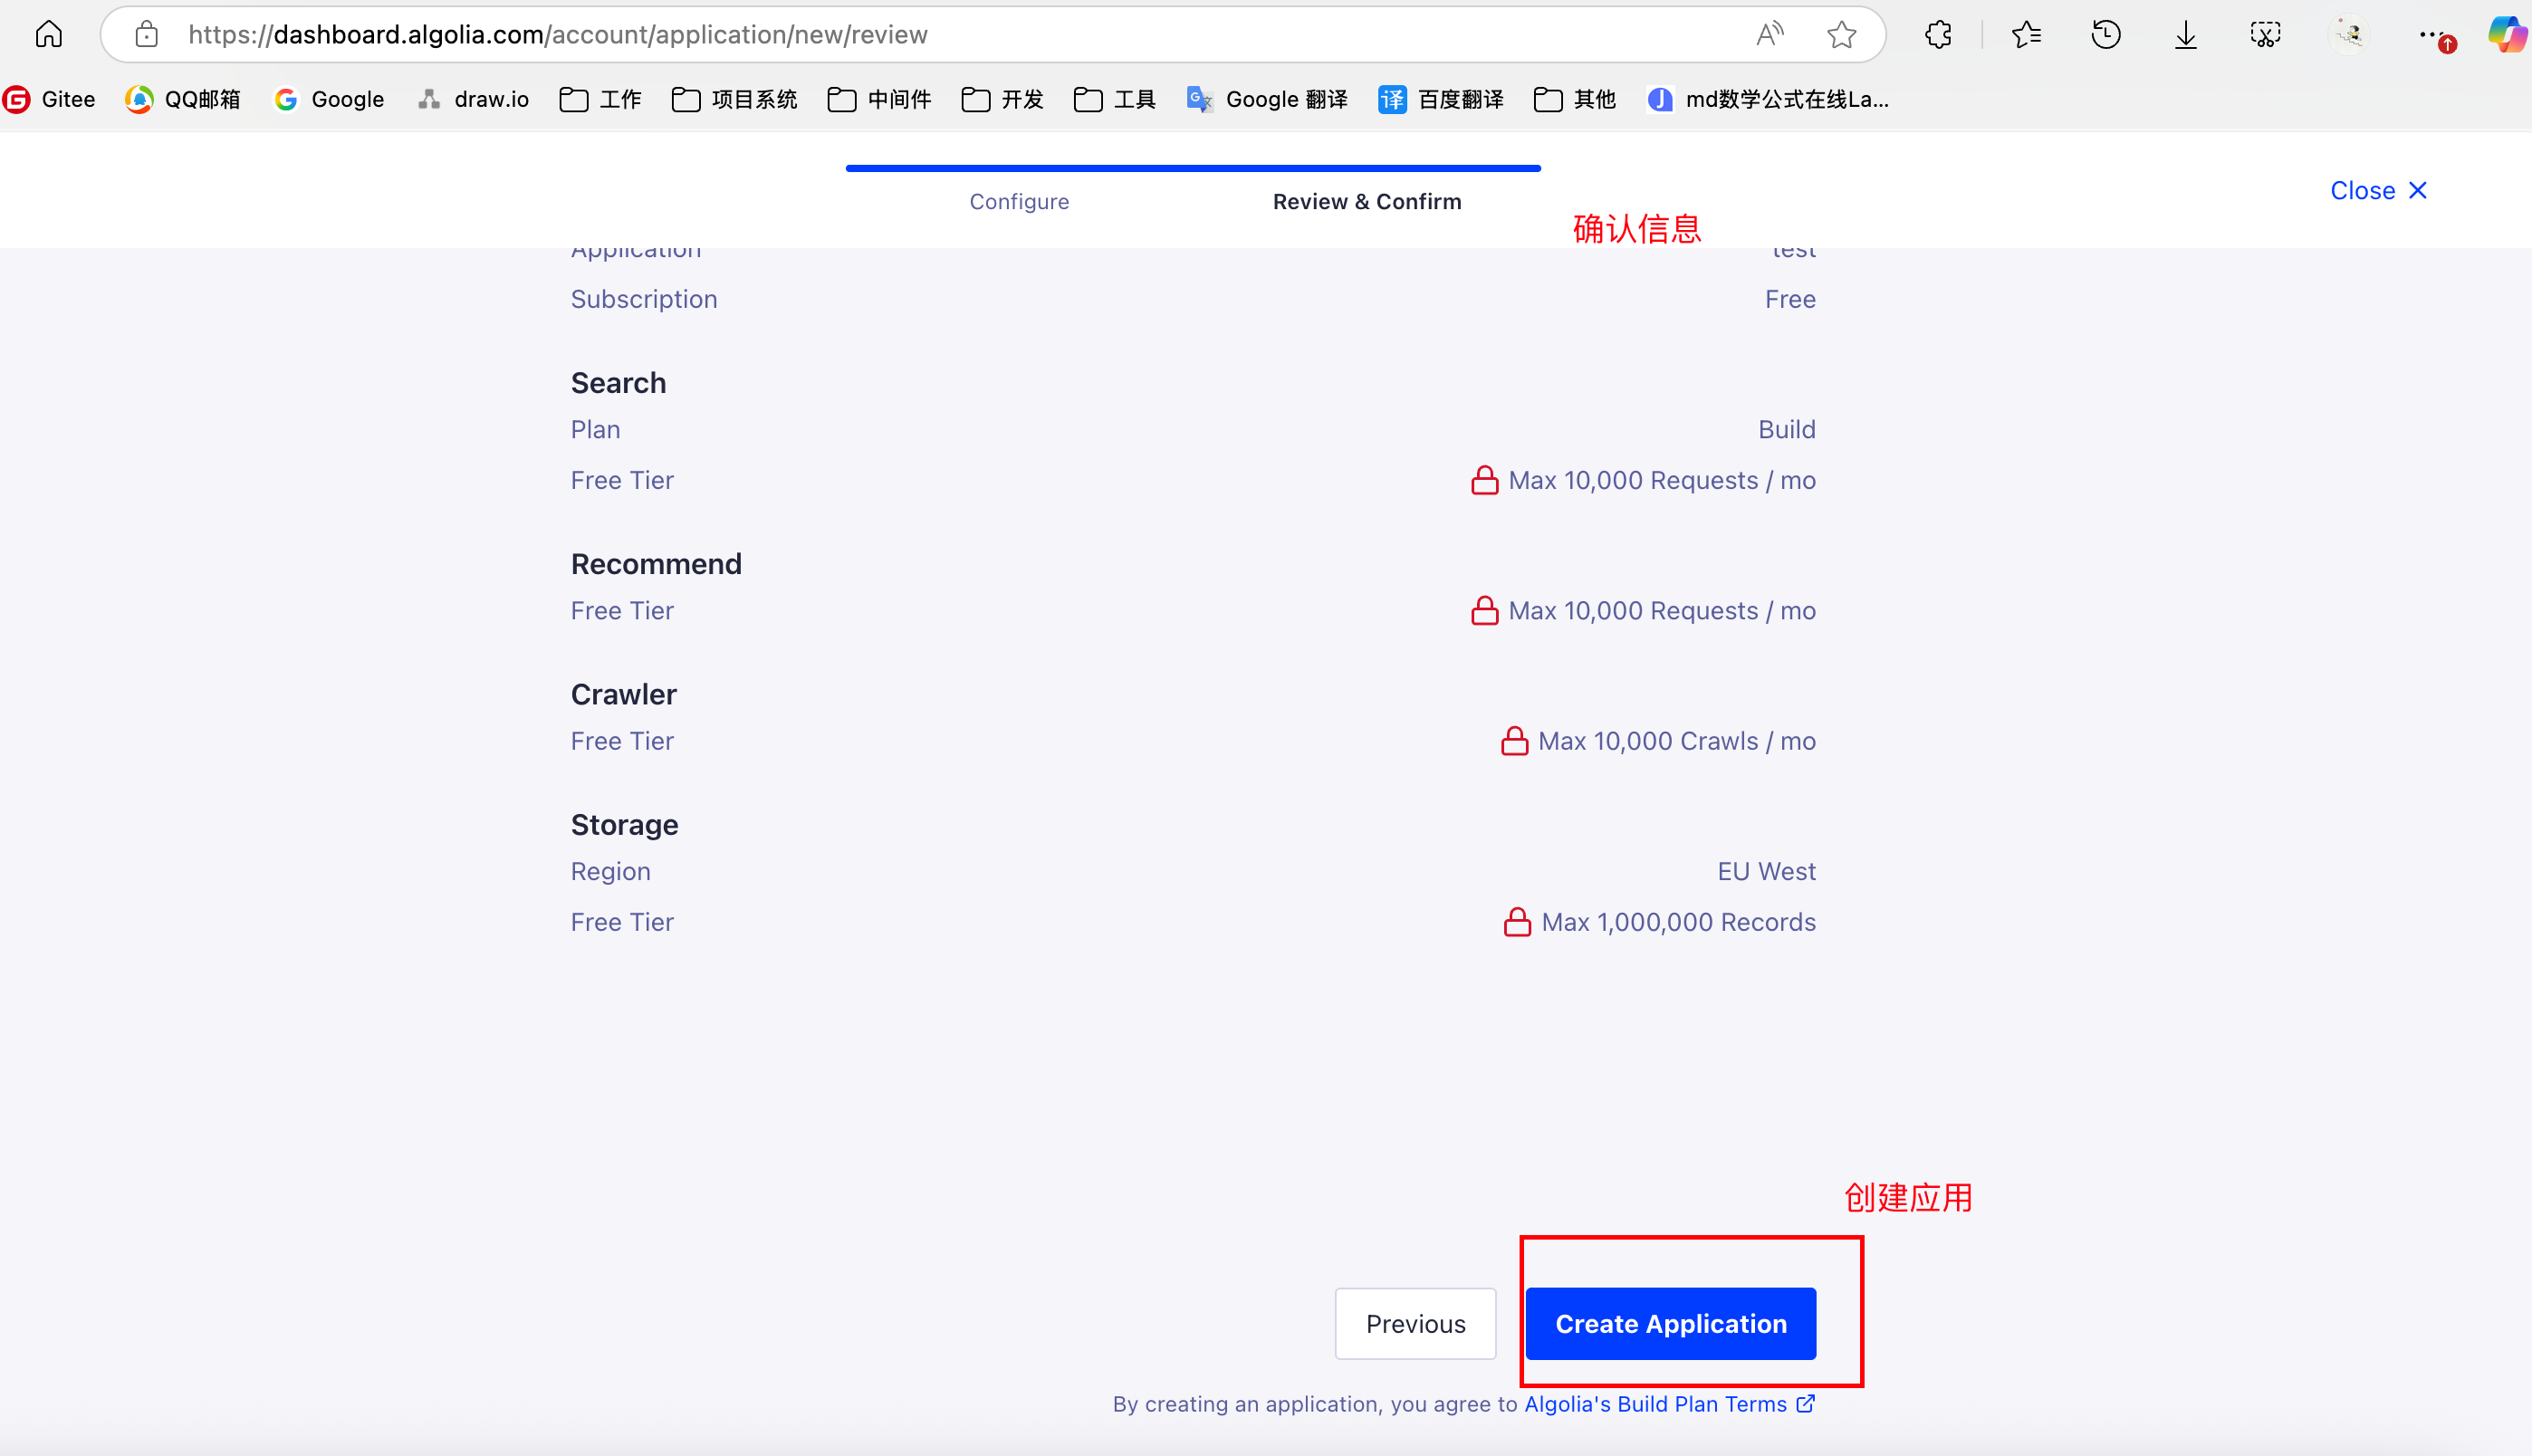 https://dashboard.algolia.com/account/application/new/review
Gitee QQ邮箱 Google draw.io 工作 项目系统 中间件 开发 工具 Google 翻译 百度翻译 其他 md数学公式在线La...
Configure Review & Confirm Close
确认信息
Application test
Subscription Free
Search
Plan Build
Free Tier Max 10,000 Requests / mo
Recommend
Free Tier Max 10,000 Requests / mo
Crawler
Free Tier Max 10,000 Crawls / mo
Storage
Region EU West
Free Tier Max 1,000,000 Records
创建应用
Previous Create Application
By creating an application, you agree to Algolia's Build Plan Terms